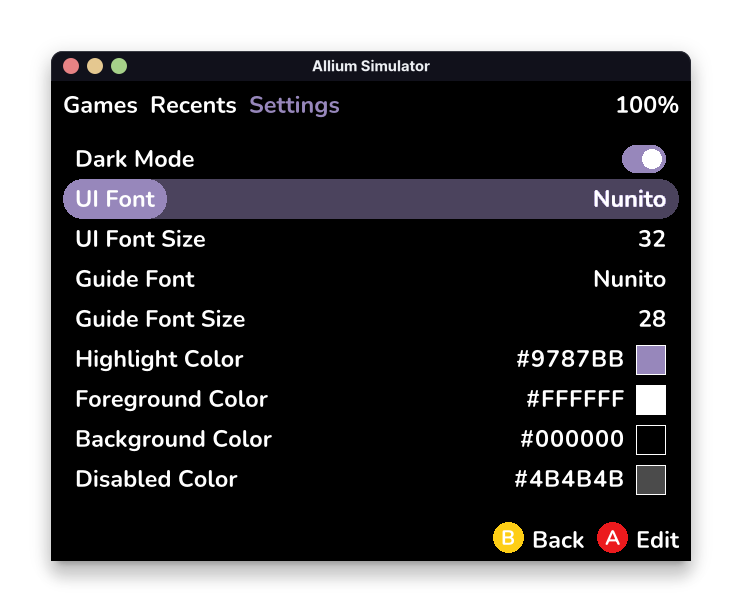 Allium Simulator
Games Recents Settings 100%
Dark Mode
UI Font Nunito
UI Font Size 32
Guide Font Nunito
Guide Font Size 28
Highlight Color #9787BB
Foreground Color #FFFFFF
Background Color #000000
Disabled Color #4B4B4B
B Back A Edit